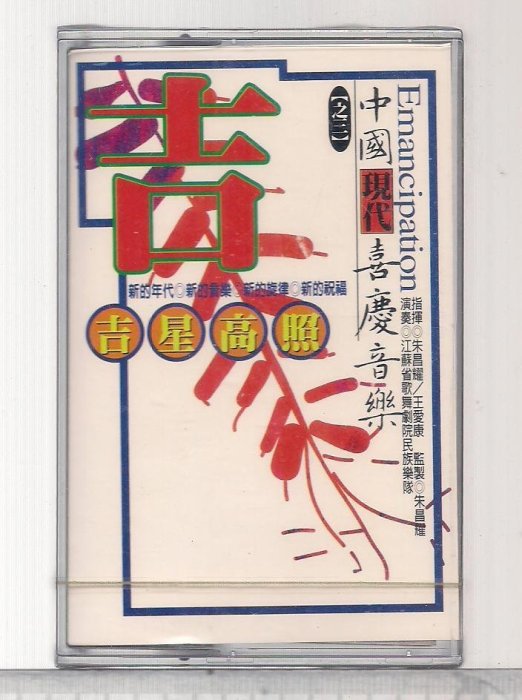 Emancipation
中國現代喜慶音樂
【之三】
指揮◎朱昌耀/王愛康 監製◎朱昌耀
演奏◎江蘇省歌舞劇院民族樂隊
吉
新的年代◎新的音樂◎新的旋律◎新的祝福
吉星高照